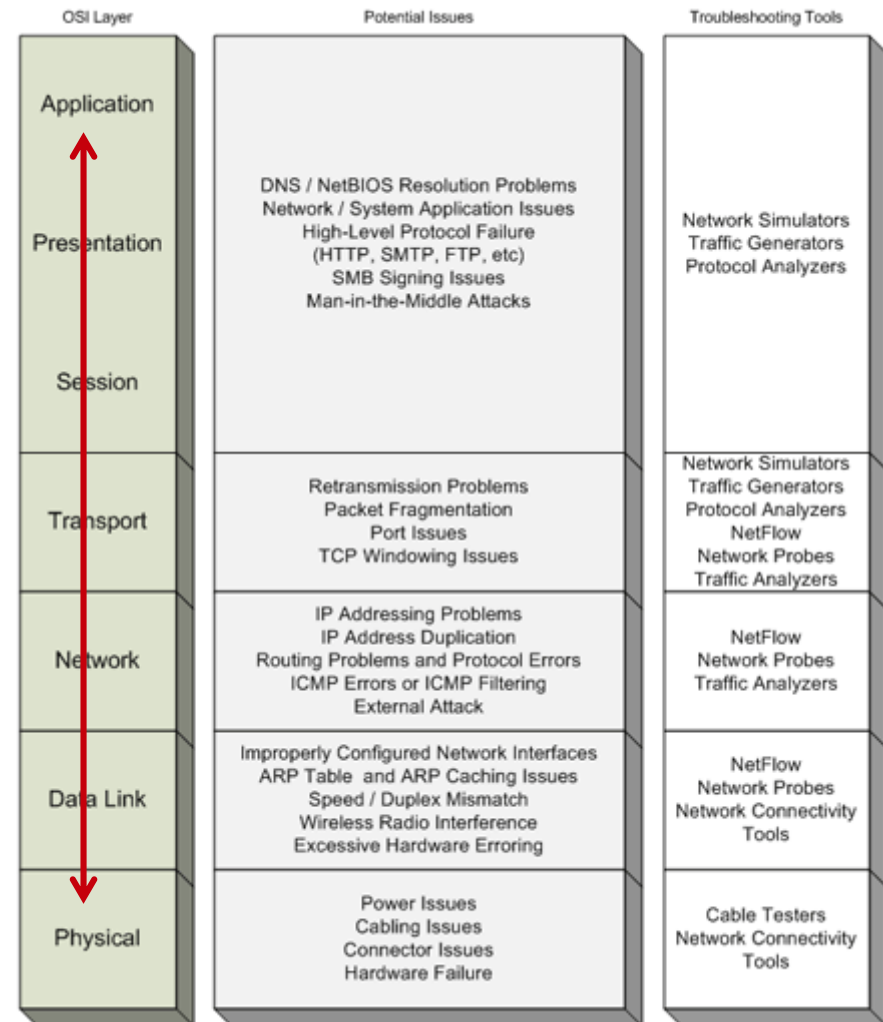 OSI Layer
Potential Issues
Troubleshooting Tools
Application
Presentation
Session
DNS / NetBIOS Resolution Problems
Network / System Application Issues
High-Level Protocol Failure
(HTTP, SMTP, FTP, etc)
SMB Signing Issues
Man-in-the-Middle Attacks
Network Simulators
Traffic Generators
Protocol Analyzers
Transport
Retransmission Problems
Packet Fragmentation
Port Issues
TCP Windowing Issues
Network Simulators
Traffic Generators
Protocol Analyzers
NetFlow
Network Probes
Traffic Analyzers
Network
IP Addressing Problems
IP Address Duplication
Routing Problems and Protocol Errors
ICMP Errors or ICMP Filtering
External Attack
NetFlow
Network Probes
Traffic Analyzers
Data Link
Improperly Configured Network Interfaces
ARP Table and ARP Caching Issues
Speed / Duplex Mismatch
Wireless Radio Interference
Excessive Hardware Erroring
NetFlow
Network Probes
Network Connectivity
Tools
Physical
Power Issues
Cabling Issues
Connector Issues
Hardware Failure
Cable Testers
Network Connectivity
Tools